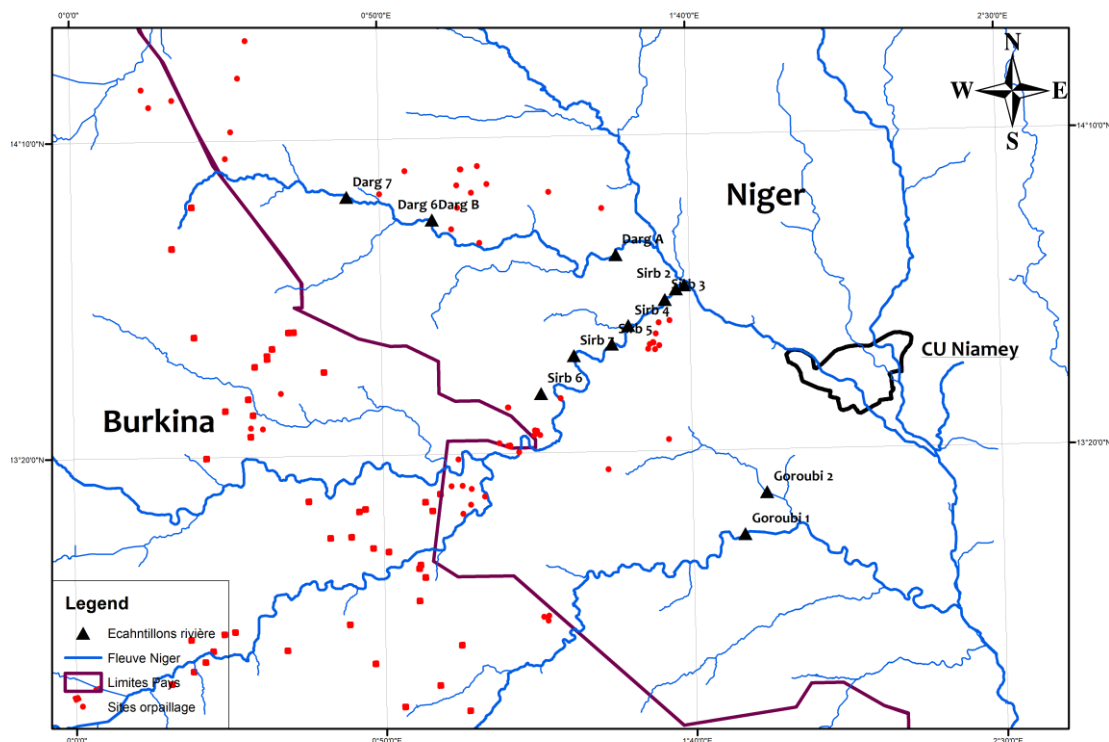 0°0'0"
0°50'0"E
1°40'0"E
2°30'0"E
N
W
E
S
14°10'0"N
14°10'0"N
Niger
Darg 7
Darg 6
Darg B
Darg A
Sirb 2
Sirb 3
Sirb 4
Sirb 5
Sirb 7
Sirb 6
CU Niamey
Burkina
13°20'0"N
13°20'0"N
Goroubi 2
Goroubi 1
Legend
Ecahntillons rivière
Fleuve Niger
Limites Pays
Sites orpaillage
0°0'0"
0°50'0"E
1°40'0"E
2°30'0"E